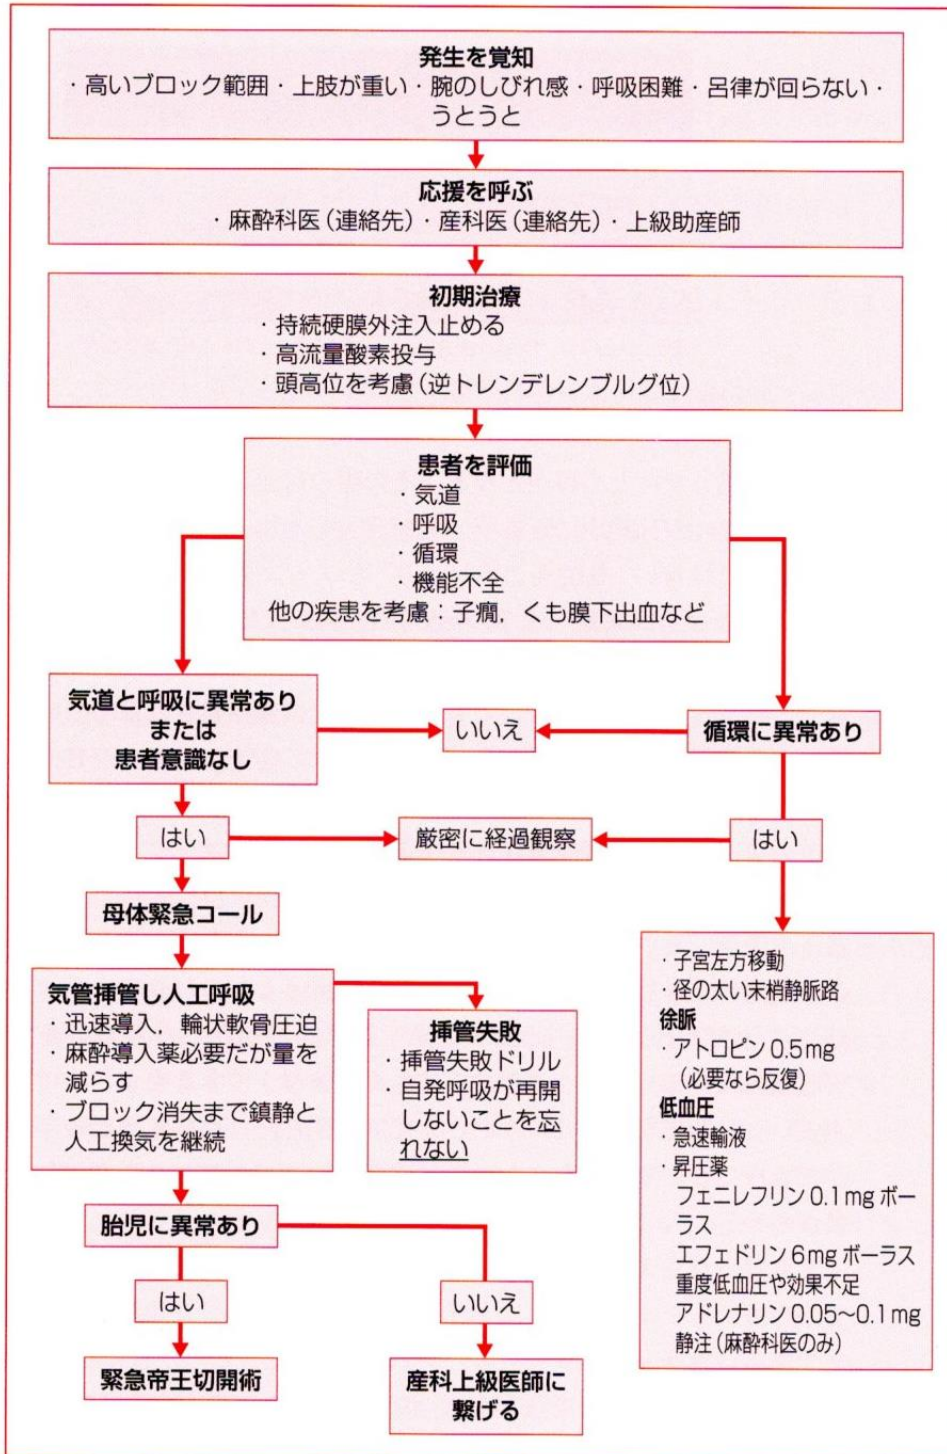 発生を覚知
・高いブロック範囲・上肢が重い・腕のしびれ感・呼吸困難・呂律が回らない・
うとうと
応援を呼ぶ
・麻酔科医（連絡先）・産科医（連絡先）・上級助産師
初期治療
・持続硬膜外注入止める
・高流量酸素投与
・頭高位を考慮（逆トレンデレンブルグ位）
患者を評価
・気道
・呼吸
・循環
・機能不全
他の疾患を考慮：子癇，くも膜下出血など
気道と呼吸に異常あり
または
患者意識なし
いいえ
循環に異常あり
はい
厳密に経過観察
はい
母体緊急コール
気管挿管し人工呼吸
・迅速導入，輪状軟骨圧迫
・麻酔導入薬必要だが量を
減らす
・ブロック消失まで鎮静と
人工換気を継続
挿管失敗
・挿管失敗ドリル
・自発呼吸が再開
しないことを忘
れない
・子宮左方移動
・径の太い末梢静脈路
徐脈
・アトロピン 0.5mg
（必要なら反復）
低血圧
・急速輸液
・昇圧薬
フェニレフリン 0.1mg ボー
ラス
エフェドリン 6mg ボーラス
重度低血圧や効果不足
アドレナリン 0.05〜0.1mg
静注（麻酔科医のみ）
胎児に異常あり
はい
いいえ
緊急帝王切開術
産科上級医師に
繋げる